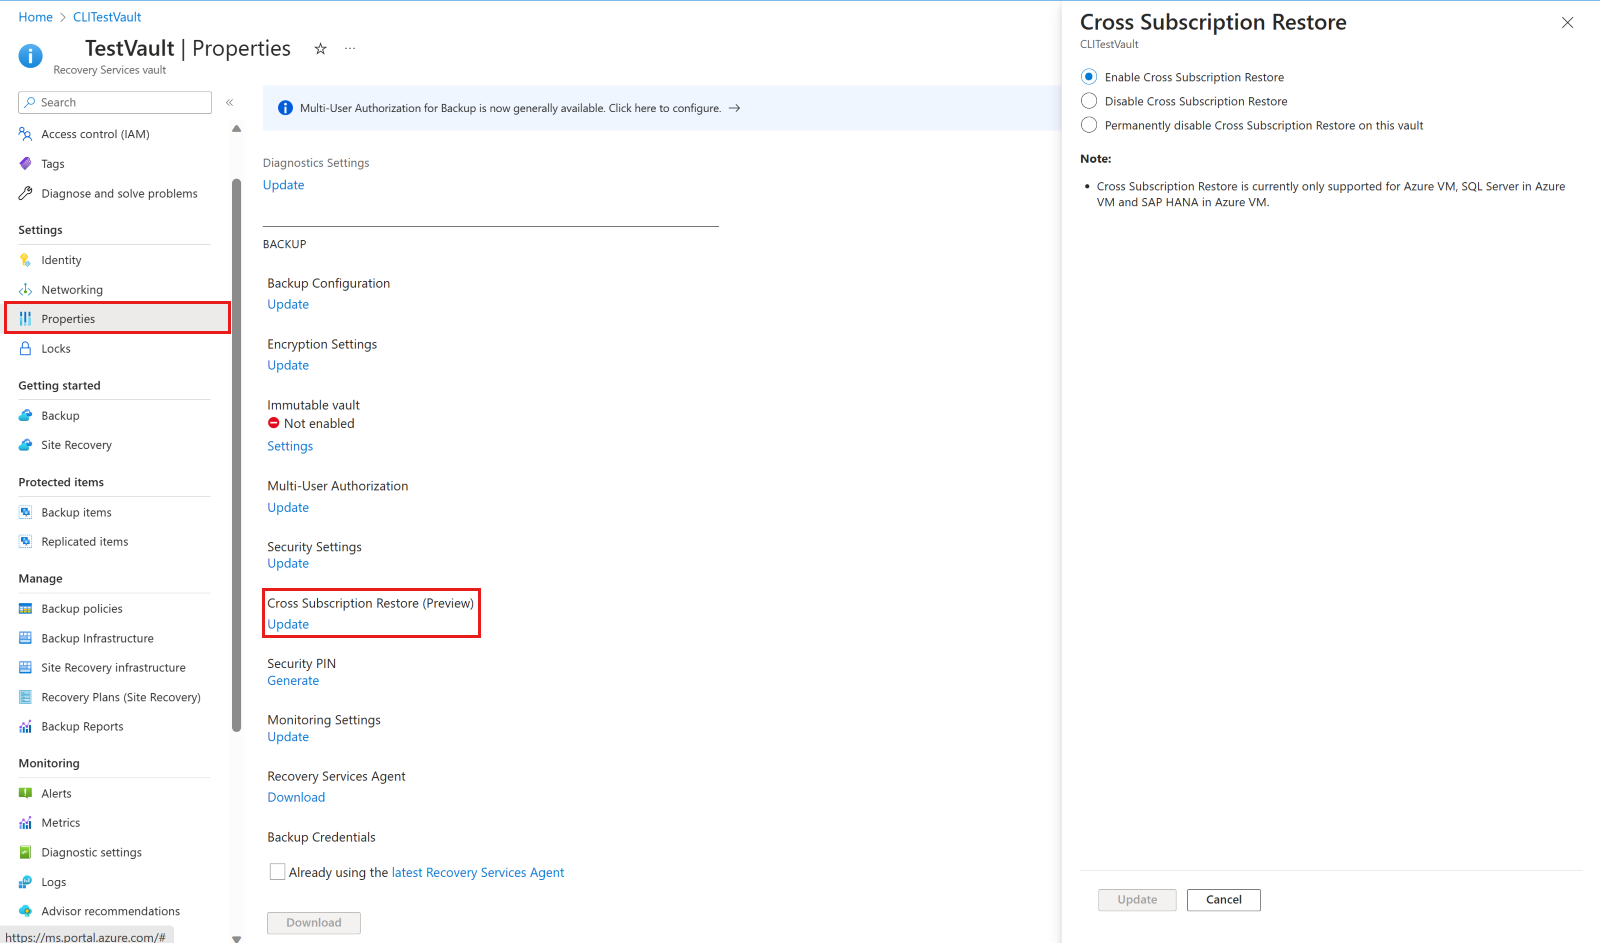 Home > CLITestVault
TestVault | Properties
Recovery Services vault
Search
Access control (IAM)
Tags
Diagnose and solve problems
Settings
Identity
Networking
Properties
Locks
Getting started
Backup
Site Recovery
Protected items
Backup items
Replicated items
Manage
Backup policies
Backup Infrastructure
Site Recovery infrastructure
Recovery Plans (Site Recovery)
Backup Reports
Monitoring
Alerts
Metrics
Diagnostic settings
Logs
Advisor recommendations
https://ms.portal.azure.com/#
Multi-User Authorization for Backup is now generally available. Click here to configure. →
Diagnostics Settings
Update
BACKUP
Backup Configuration
Update
Encryption Settings
Update
Immutable vault
Not enabled
Settings
Multi-User Authorization
Update
Security Settings
Update
Cross Subscription Restore (Preview)
Update
Security PIN
Generate
Monitoring Settings
Update
Recovery Services Agent
Download
Backup Credentials
Already using the latest Recovery Services Agent
Download
Cross Subscription Restore
CLITestVault
Enable Cross Subscription Restore
Disable Cross Subscription Restore
Permanently disable Cross Subscription Restore on this vault
Note:
• Cross Subscription Restore is currently only supported for Azure VM, SQL Server in Azure
VM and SAP HANA in Azure VM.
Update
Cancel